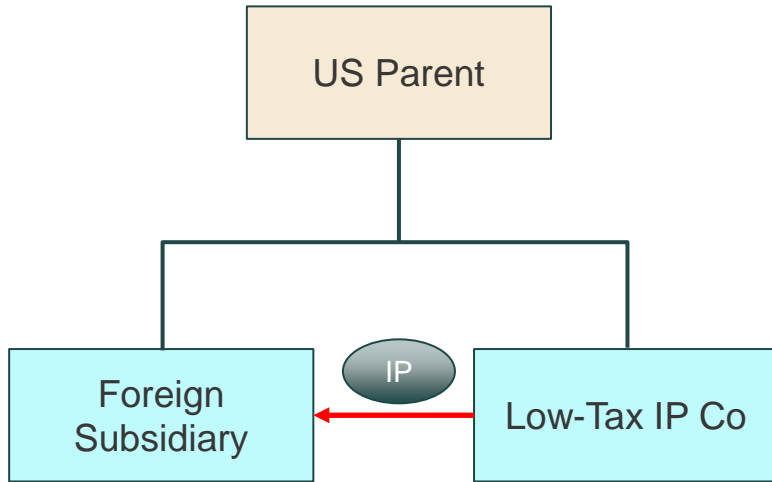 US Parent
IP
Foreign
Subsidiary
Low-Tax IP Co